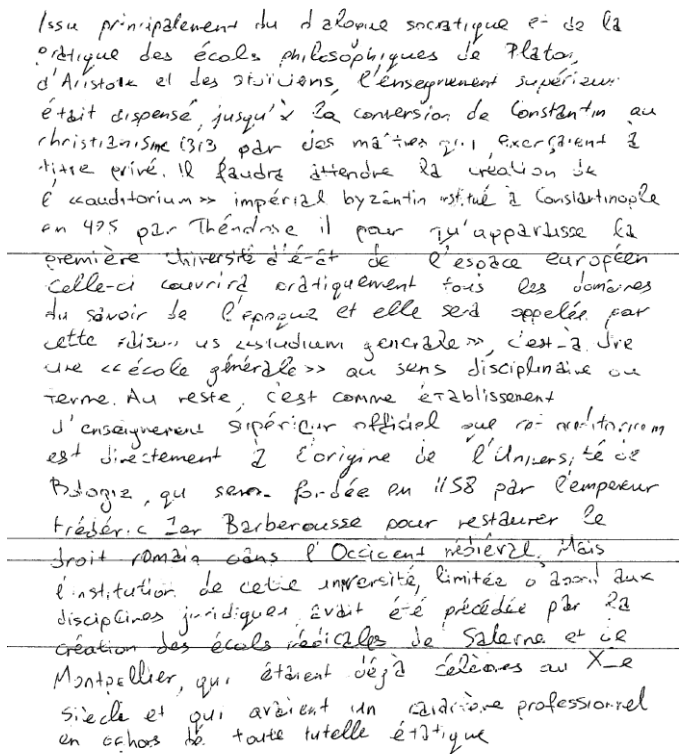 Issu principalement du dialogue socratique et de la
pratique des écoles philosophiques de Platon,
d'Aristote et des stoïciens, l'enseignement supérieur
était dispensé, jusqu'à la conversion de Constantin au
christianisme (313 par des maîtres qui exerçaient à
titre privé. Il faudra attendre la création de
l' «auditorium» impérial byzantin institué à Constantinople
en 425 par Théodose II pour qu'apparaisse la
première Université d'état de l'espace européen
Celle-ci couvrira pratiquement tous les domaines
du savoir de l'époque et elle sera appelée par
cette «studium generale», c'est-à dire
une «école générale» au sens disciplinaire du
terme. Au reste, c'est comme établissement
d'enseignement supérieur officiel que cet auditorium
est directement à l'origine de l'Université de
Bologne, qui sera fondée en 1158 par l'empereur
Frédéric 1er Barberousse pour restaurer le
droit romain dans l'Occident médiéval. Mais
l'institution de cette université, limitée d'abord aux
disciplines juridiques avait été précédée par la
création des écoles médicales de Salerne et de
Montpellier, qui étaient déjà célèbres au Xe
siècle et qui avaient un caractère professionnel
en dehors de toute tutelle étatique